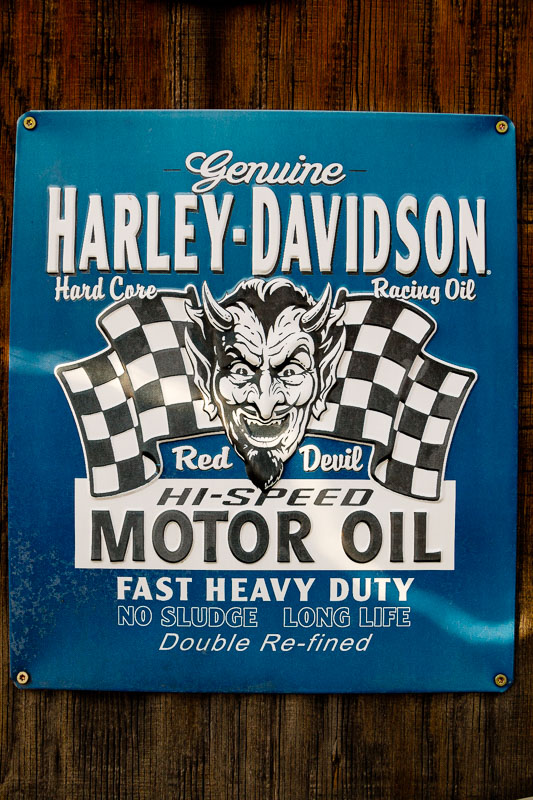 Genuine
HARLEY-DAVIDSON
Hard Core Racing Oil
Red Devil
HI-SPEED
MOTOR OIL
FAST HEAVY DUTY
NO SLUDGE LONG LIFE
Double Re-fined